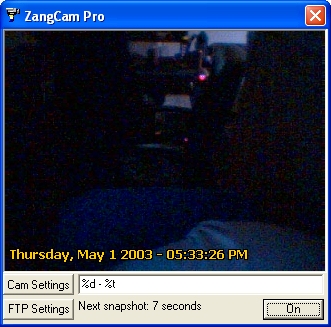 ZangCam Pro
Thursday, May 1 2003 - 05:33:26 PM
Cam Settings
%d - %t
FTP Settings
Next snapshot: 7 seconds
On